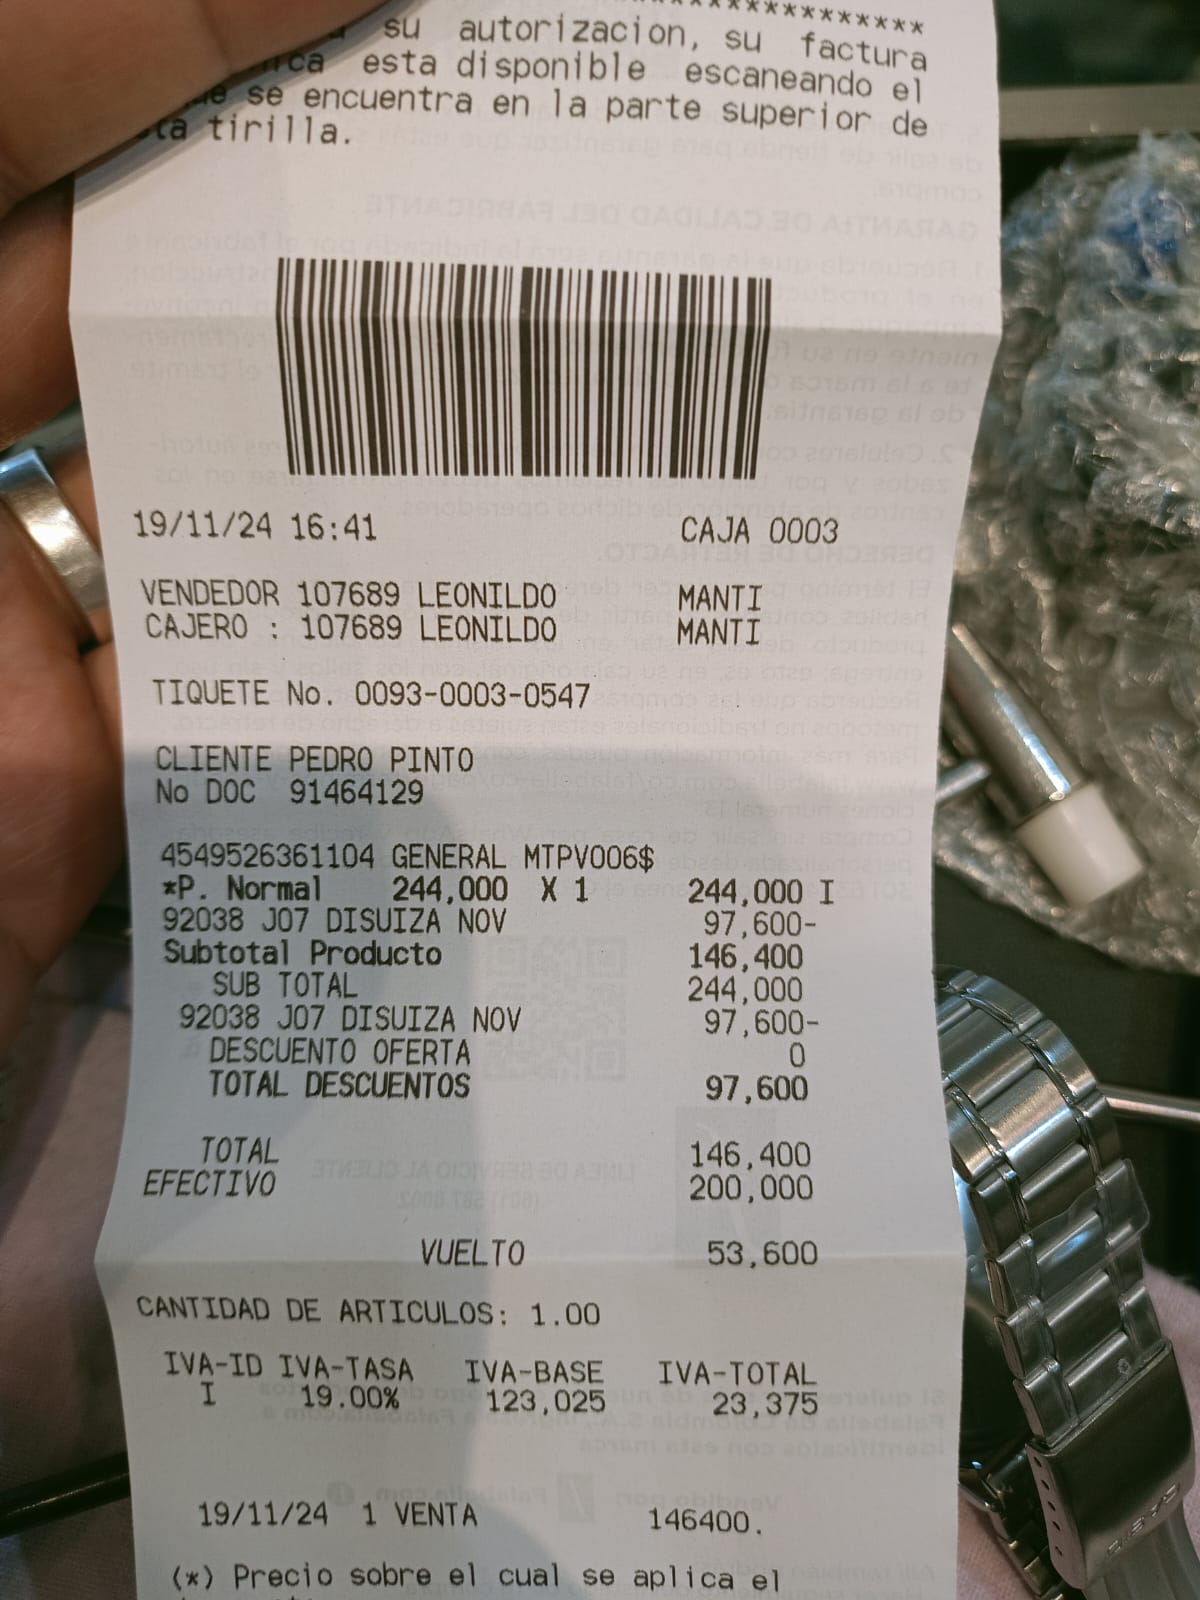 *****************
su autorizacion, su factura
esta disponible escaneando el
se encuentra en la parte superior de
tirilla.
19/11/24 16:41 CAJA 0003
VENDEDOR 107689 LEONILDO MANTI
CAJERO : 107689 LEONILDO MANTI
TIQUETE No. 0093-0003-0547
CLIENTE PEDRO PINTO
No DOC 91464129
4549526361104 GENERAL MTPV006$
*P. Normal 244,000 X 1 244,000 I
92038 J07 DISUIZA NOV 97,600-
Subtotal Producto 146,400
SUB TOTAL 244,000
92038 J07 DISUIZA NOV 97,600-
DESCUENTO OFERTA 0
TOTAL DESCUENTOS 97,600
TOTAL 146,400
EFECTIVO 200,000
VUELTO 53,600
CANTIDAD DE ARTICULOS: 1.00
IVA-ID IVA-TASA IVA-BASE IVA-TOTAL
I 19.00% 123,025 23,375
19/11/24 1 VENTA 146400.
(*) Precio sobre el cual se aplica el
CASIO